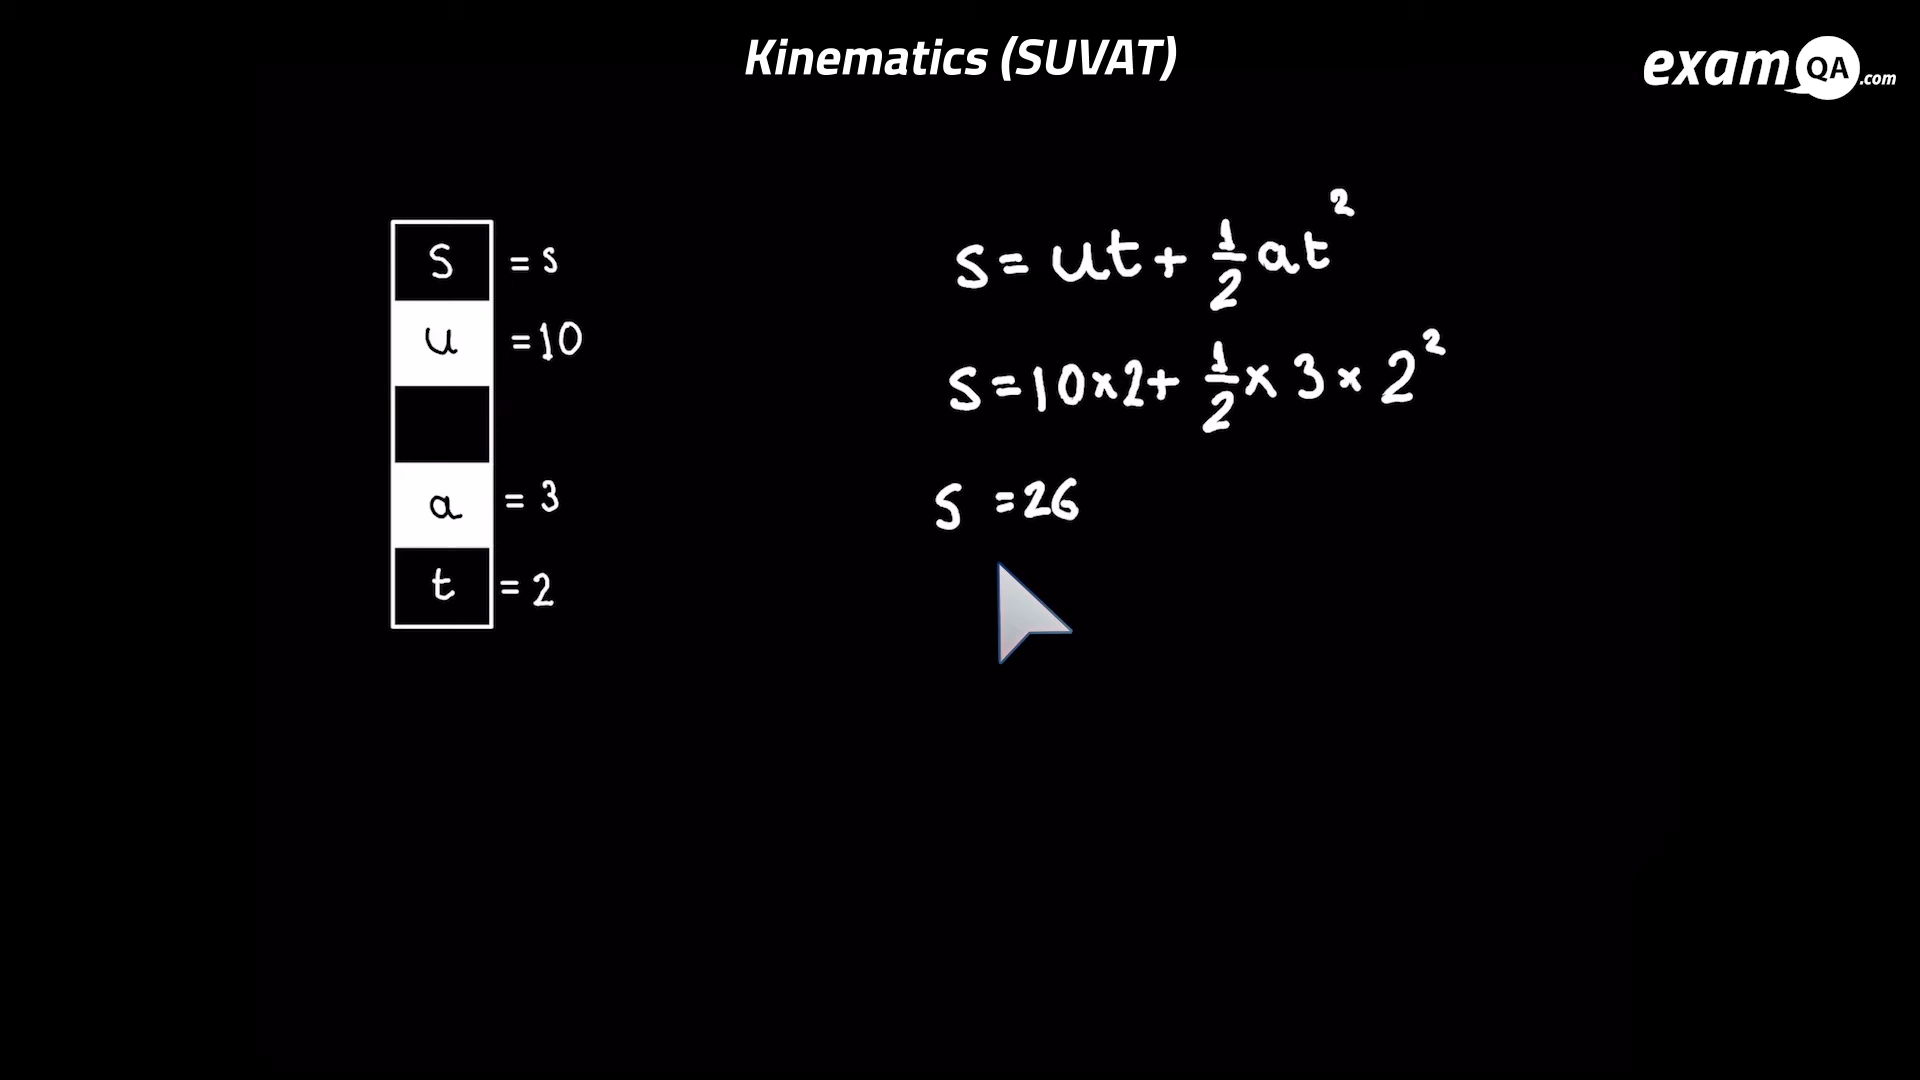 Kinematics (SUVAT)
examQA.com
S = s
u = 10
a = 3
t = 2
s = ut + ½at²
s = 10 × 2 + ½ × 3 × 2²
s = 26